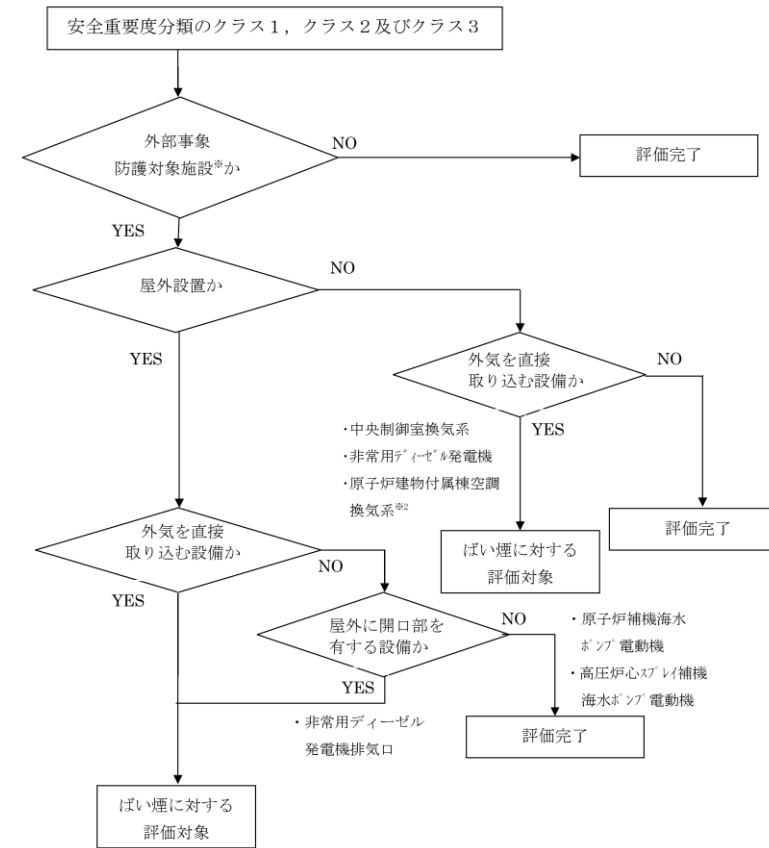 安全重要度分類のクラス１，クラス２及びクラス３
外部事象
防護対象施設※か
NO
評価完了
YES
屋外設置か
NO
YES
外気を直接
取り込む設備か
NO
YES
・中央制御室換気系
・非常用ディーゼル発電機
・原子炉建物付属棟空調
換気系※2
評価完了
ばい煙に対する
評価対象
外気を直接
取り込む設備か
NO
YES
屋外に開口部を
有する設備か
NO
YES
・原子炉補機海水
ポンプ電動機
・高圧炉心スプレイ補機
海水ポンプ電動機
・非常用ディーゼル
発電機排気口
評価完了
ばい煙に対する
評価対象